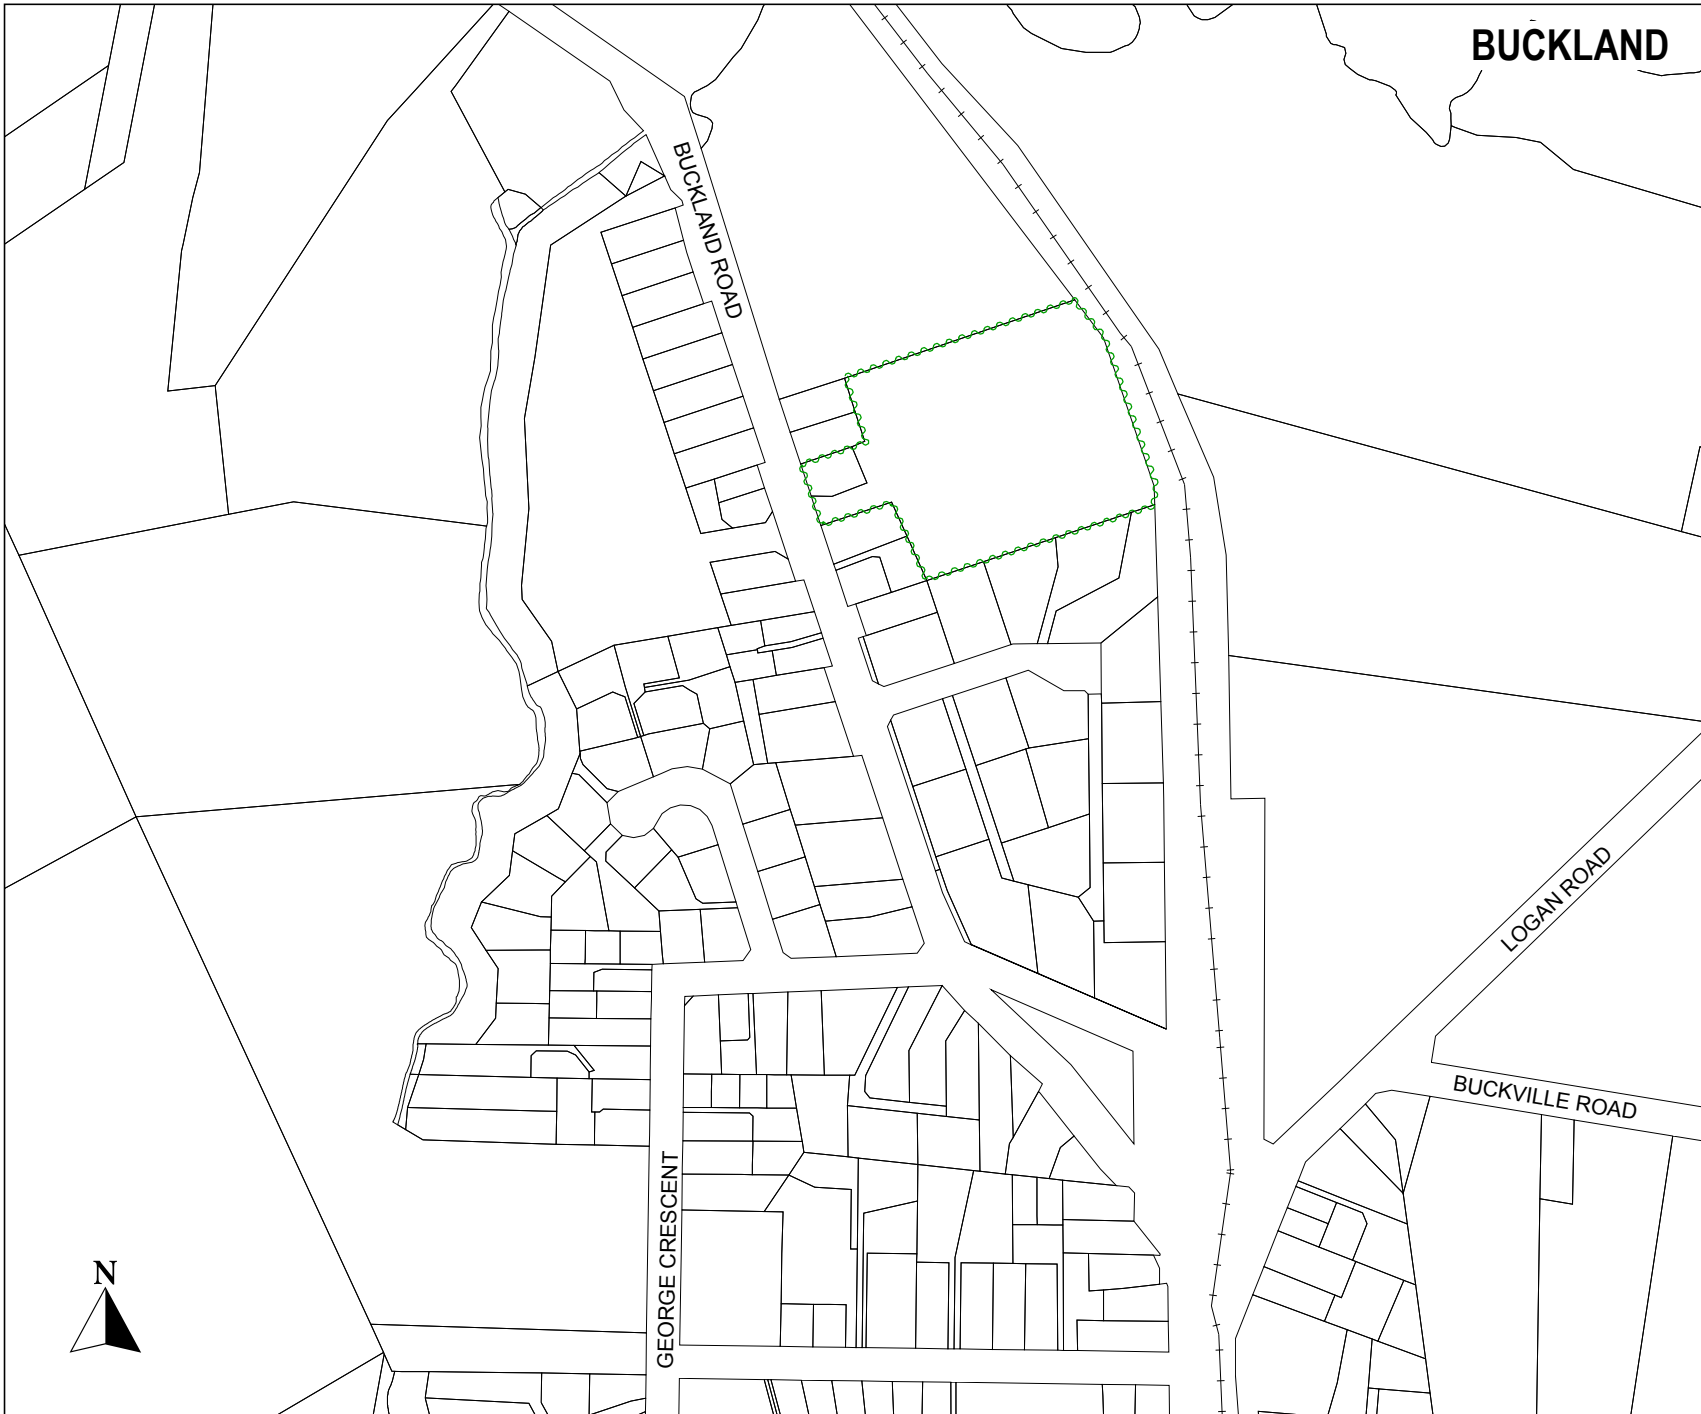 BUCKLAND
BUCKLAND ROAD
LOGAN ROAD
BUCKVILLE ROAD
GEORGE CRESCENT
N